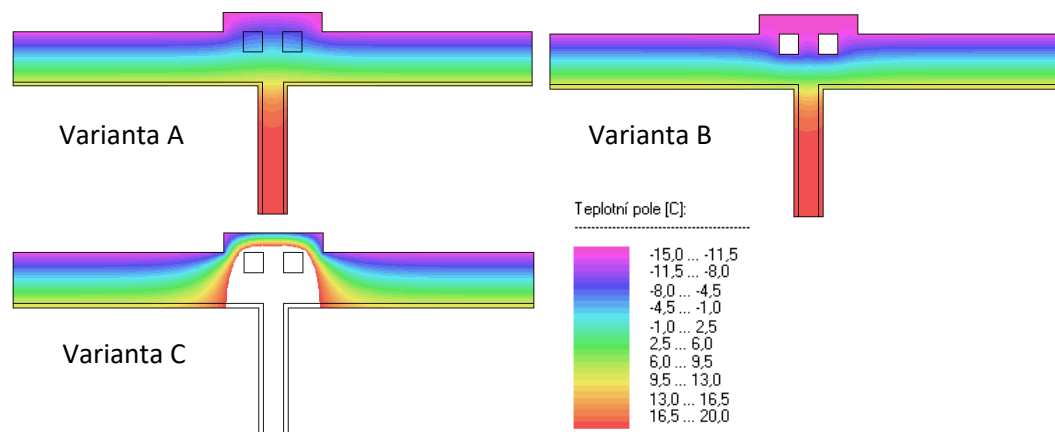 Varianta A
Varianta B
Teplotní pole [C]:
-15,0 ... -11,5
-11,5 ... -8,0
-8,0 ... -4,5
-4,5 ... -1,0
-1,0 ... 2,5
2,5 ... 6,0
6,0 ... 9,5
9,5 ... 13,0
13,0 ... 16,5
16,5 ... 20,0
Varianta C